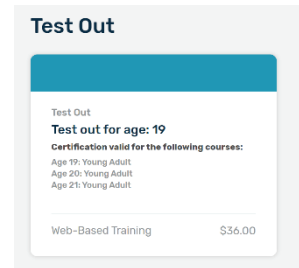 Test Out
Test Out
Test out for age: 19
Certification valid for the following courses:
Age 19: Young Adult
Age 20: Young Adult
Age 21: Young Adult
Web-Based Training $36.00